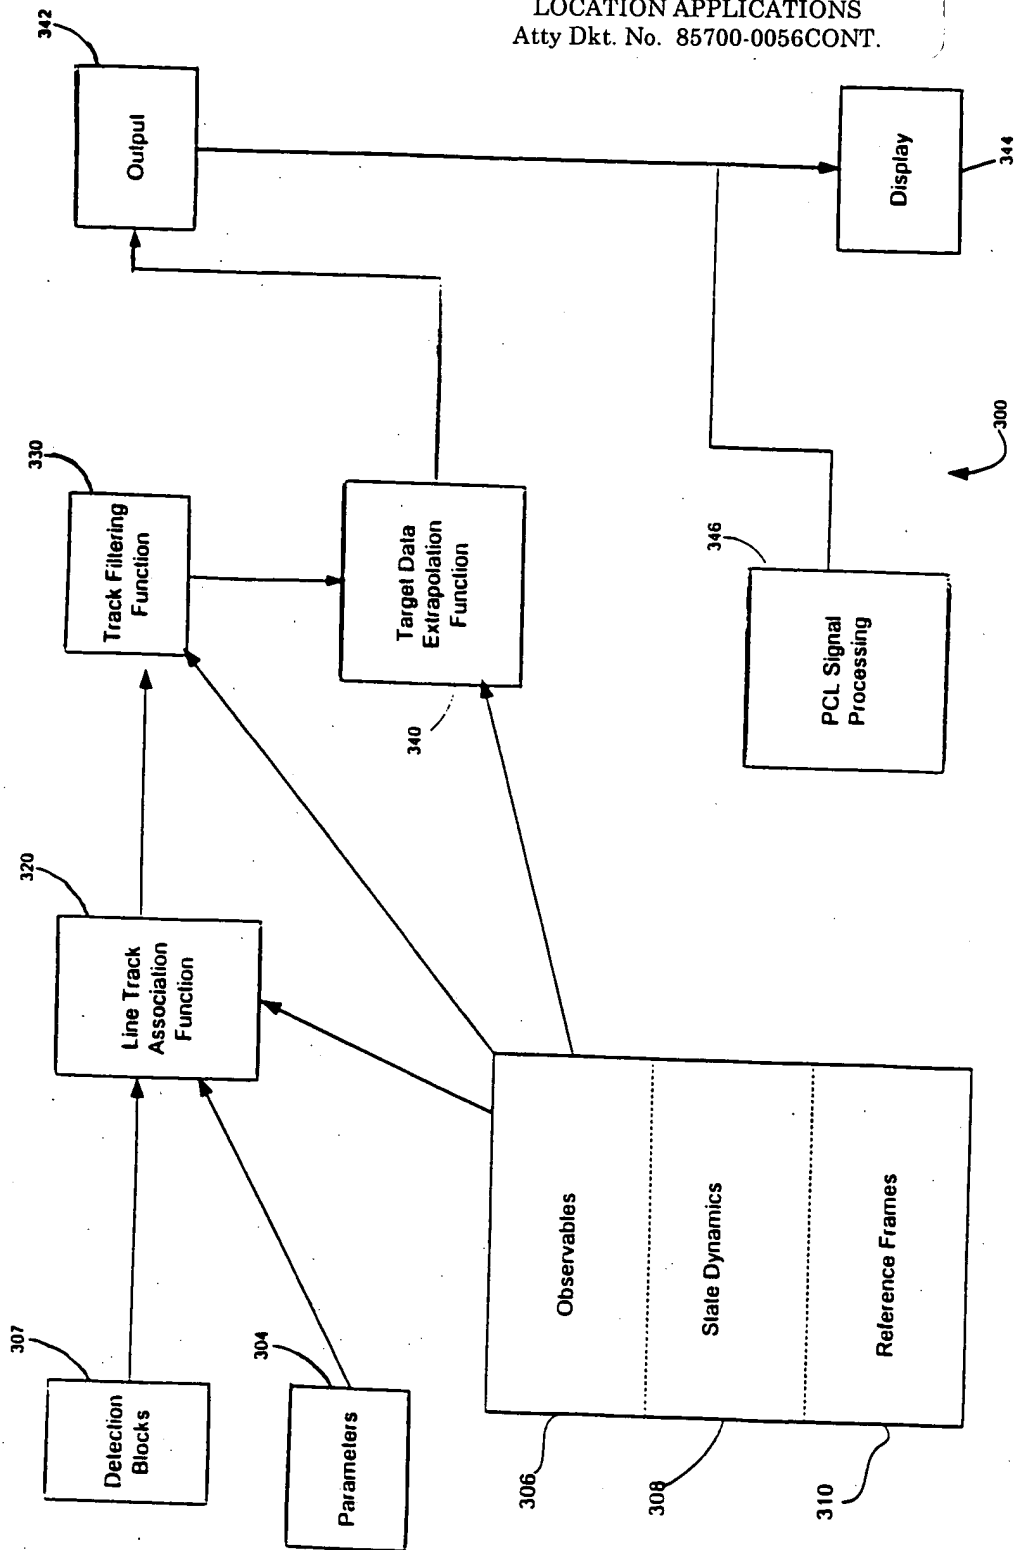 LOCATION APPLICATIONS
Atty Dkt. No. 85700-0056CONT.
307
Detection
Blocks
304
Parameters
320
Line Track
Association
Function
330
Track Filtering
Function
340
Target Data
Extrapolation
Function
342
Output
344
Display
346
PCL Signal
Processing
306
Observables
308
State Dynamics
310
Reference Frames
300